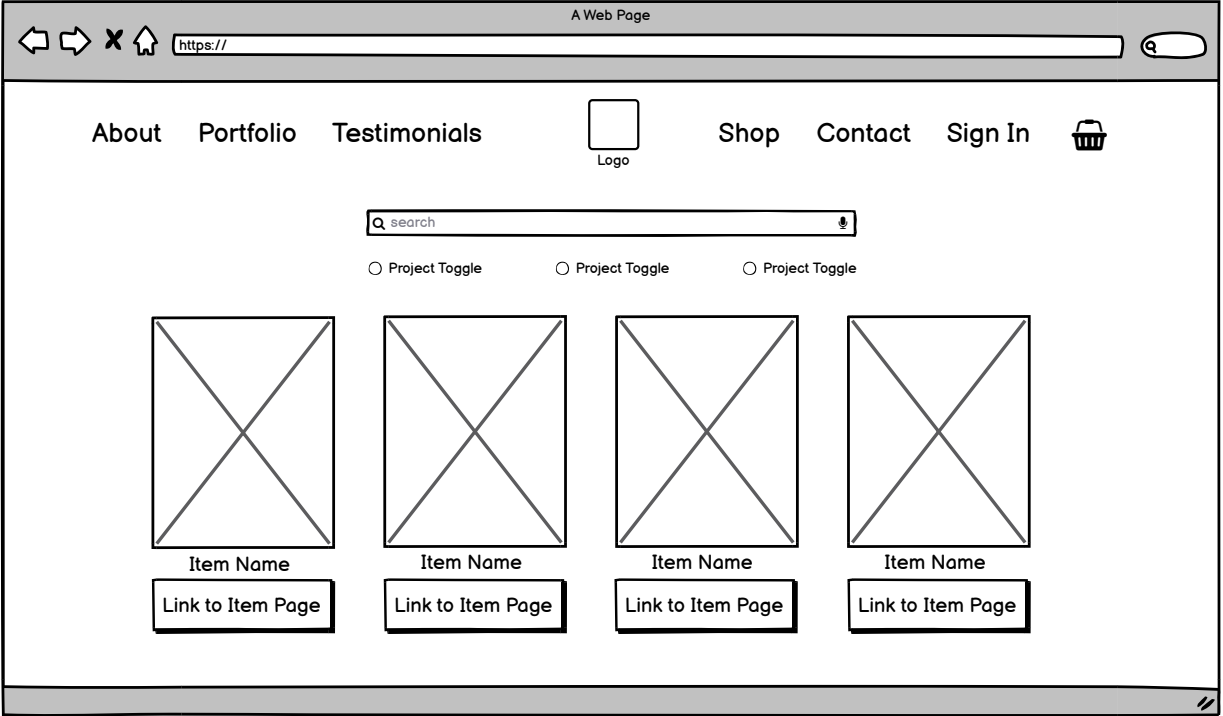 A Web Page
https://
About Portfolio Testimonials Shop Contact Sign In
Logo
search
Project Toggle Project Toggle Project Toggle
Item Name Item Name Item Name Item Name
Link to Item Page Link to Item Page Link to Item Page Link to Item Page